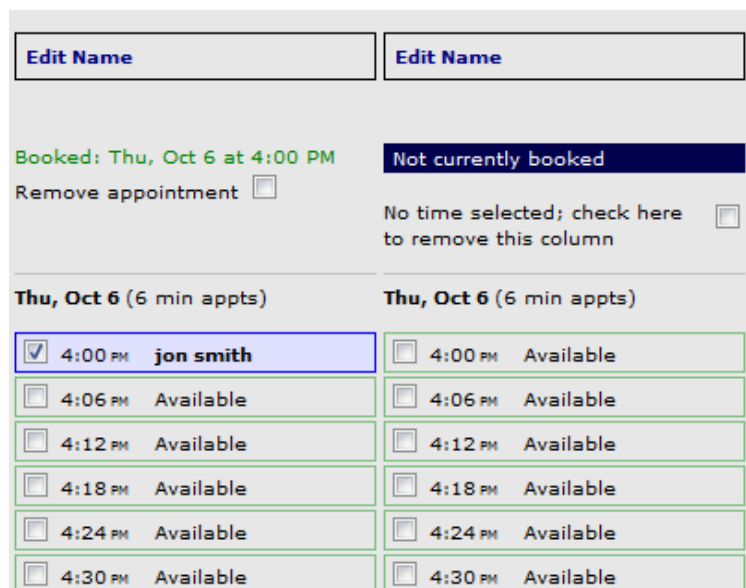 Edit Name
Edit Name
Booked: Thu, Oct 6 at 4:00 PM
Remove appointment
Not currently booked
No time selected; check here
to remove this column
Thu, Oct 6 (6 min appts)
4:00 PM jon smith
4:06 PM Available
4:12 PM Available
4:18 PM Available
4:24 PM Available
4:30 PM Available
Thu, Oct 6 (6 min appts)
4:00 PM Available
4:06 PM Available
4:12 PM Available
4:18 PM Available
4:24 PM Available
4:30 PM Available